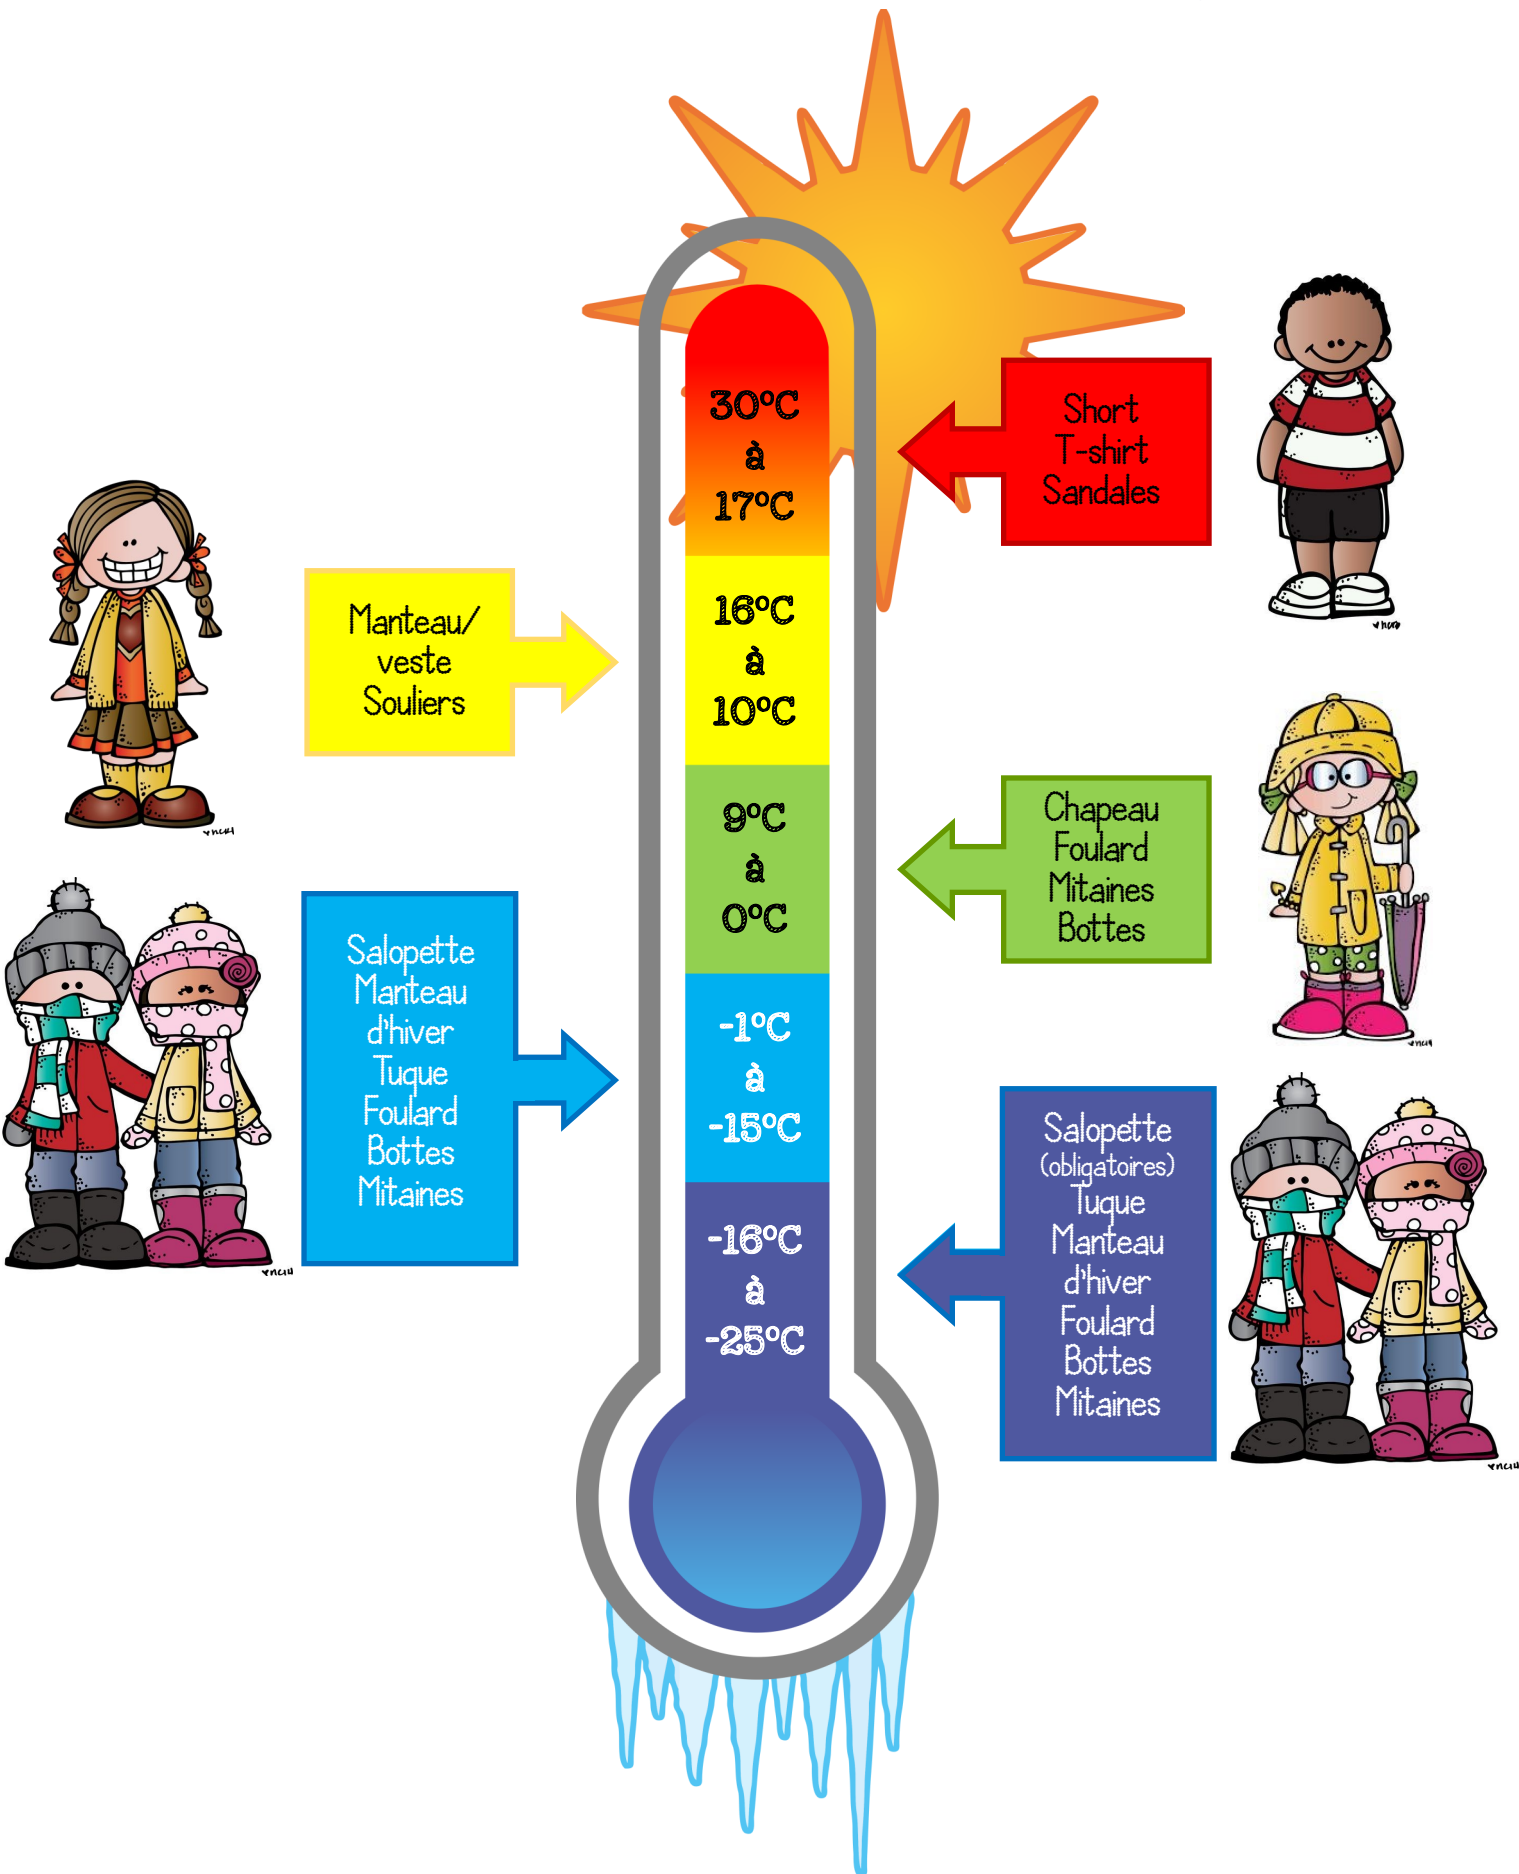 30°C
à
17°C
Short
T-shirt
Sandales
Manteau/
veste
Souliers
16°C
à
10°C
9°C
à
0°C
Chapeau
Foulard
Mitaines
Bottes
Salopette
Manteau
d'hiver
Tuque
Foulard
Bottes
Mitaines
-1°C
à
-15°C
-16°C
à
-25°C
Salopette
(obligatoires)
Tuque
Manteau
d'hiver
Foulard
Bottes
Mitaines